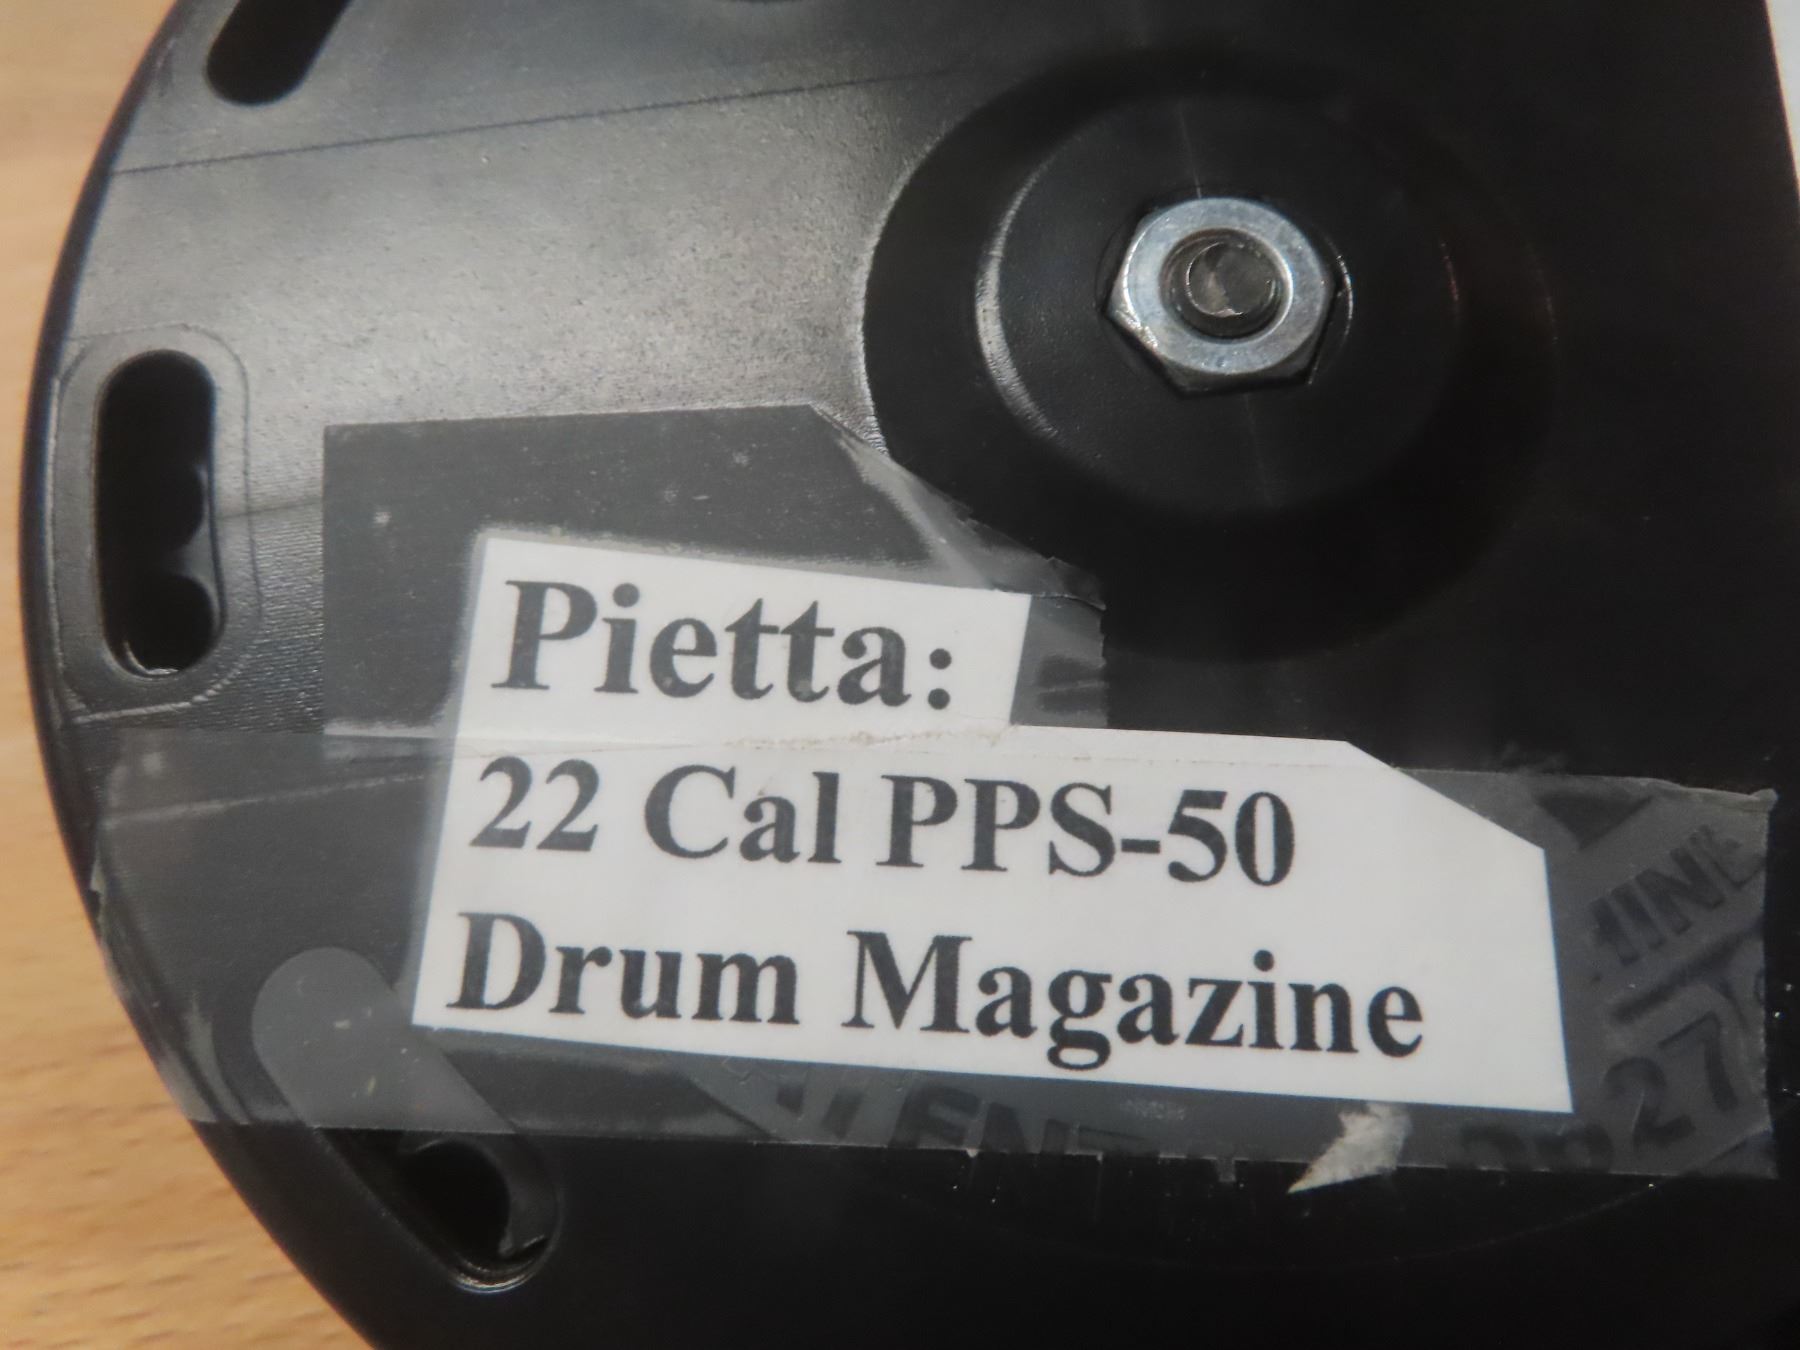 Pietta:
22 Cal PPS-50
Drum Magazine